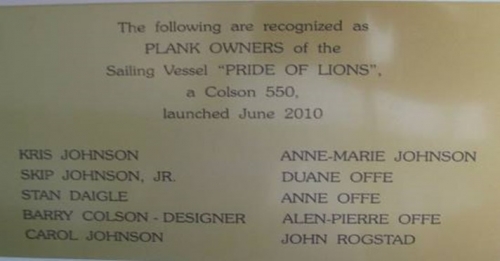 The following are recognized as
PLANK OWNERS of the
Sailing Vessel "PRIDE OF LIONS",
a Colson 550,
launched June 2010
KRIS JOHNSON
SKIP JOHNSON, JR.
STAN DAIGLE
BARRY COLSON - DESIGNER
CAROL JOHNSON
ANNE-MARIE JOHNSON
DUANE OFFE
ANNE OFFE
ALEN-PIERRE OFFE
JOHN ROGSTAD